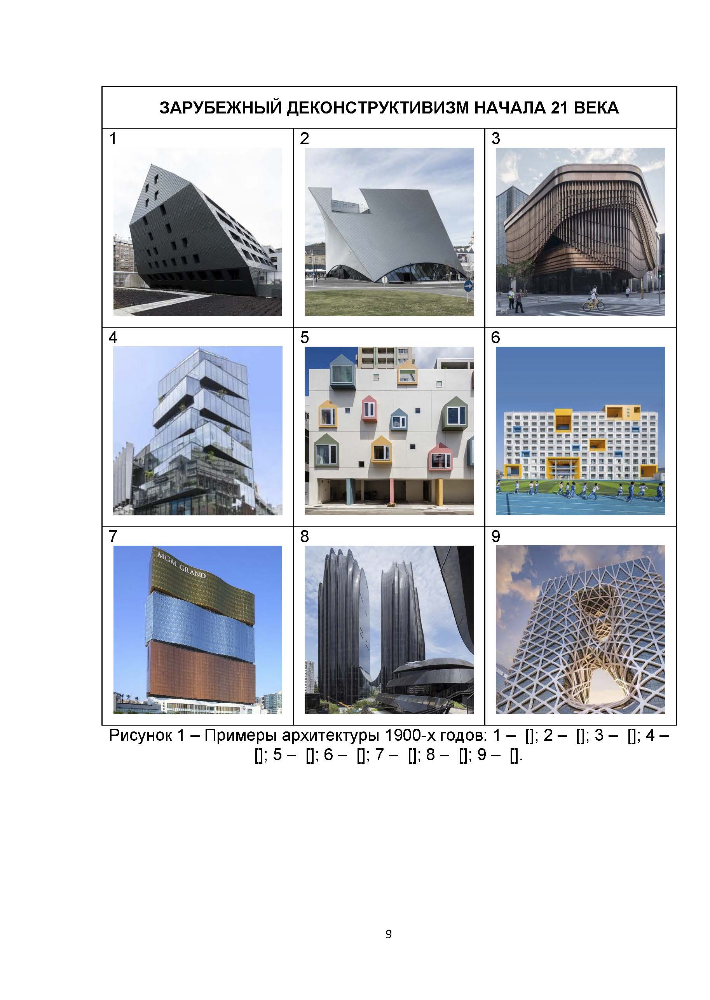 ЗАРУБЕЖНЫЙ ДЕКОНСТРУКТИВИЗМ НАЧАЛА 21 ВЕКА
1
2
3
4
5
6
7
MGM GRAND
8
9
Рисунок 1 – Примеры архитектуры 1900-х годов: 1 – []; 2 – []; 3 – []; 4 –
[]; 5 – []; 6 – []; 7 – []; 8 – []; 9 – [].
9